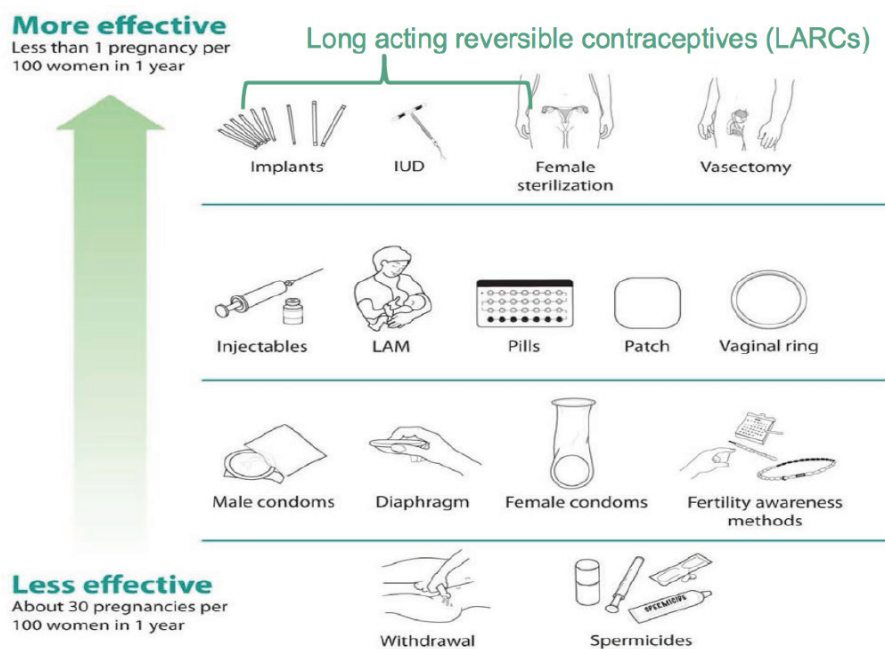 More effective
Less than 1 pregnancy per
100 women in 1 year
Long acting reversible contraceptives (LARCs)
Implants
IUD
Female
sterilization
Vasectomy
Injectables
LAM
Pills
Patch
Vaginal ring
Male condoms
Diaphragm
Female condoms
Fertility awareness
methods
Less effective
About 30 pregnancies per
100 women in 1 year
Withdrawal
SPERMICIDE
Spermicides